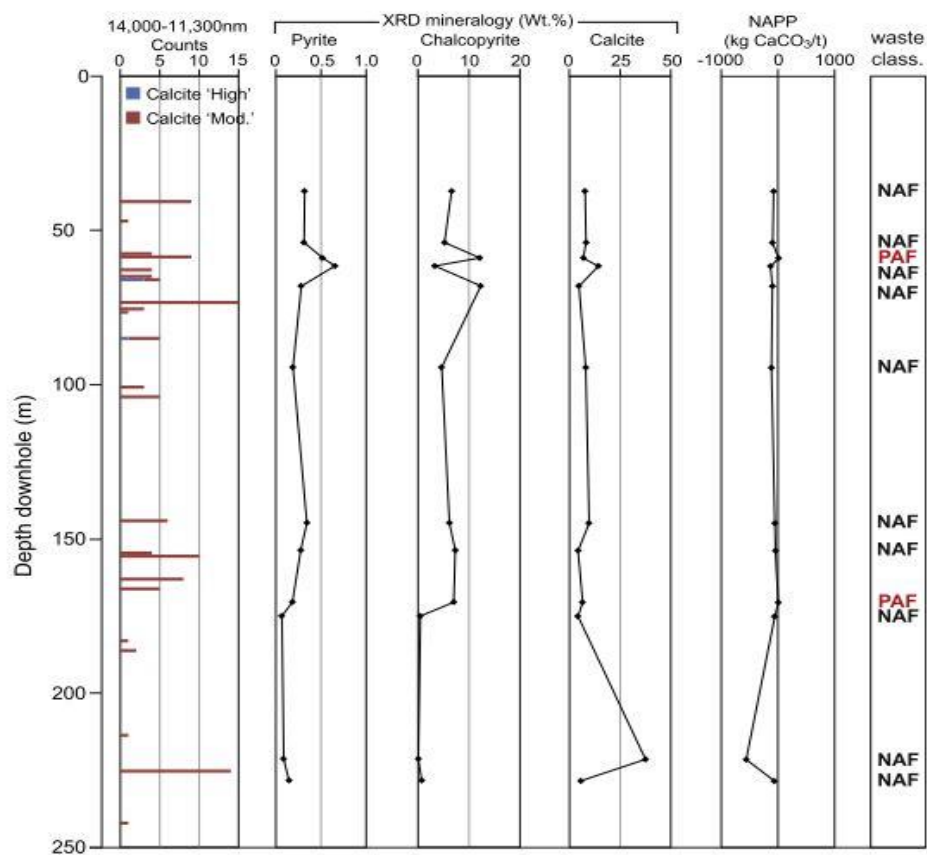 XRD mineralogy (Wt.%)
14,000-11,300nm
Counts
Pyrite
Chalcopyrite
Calcite
NAPP
(kg CaCO₃/t)
waste
class.
0 5 10 15
0 0.5 1.0
0 10 20
0 25 50
-1000 0 1000
Calcite 'High'
Calcite 'Mod.'
Depth downhole (m)
0
50
100
150
200
250
NAF
NAF
PAF
NAF
NAF
NAF
NAF
NAF
PAF
NAF
NAF
NAF